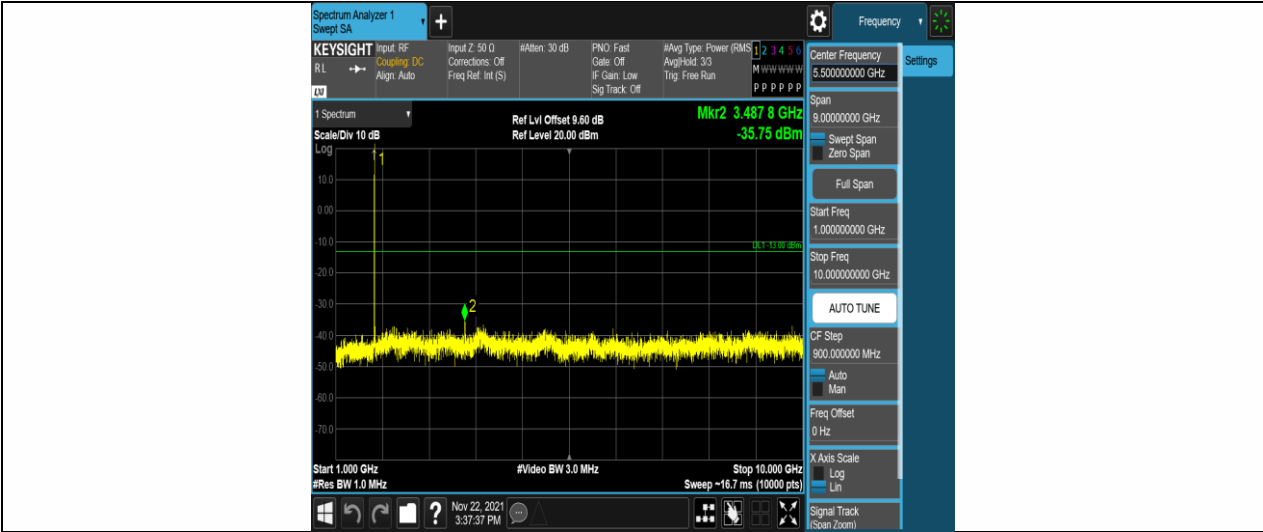 Spectrum Analyzer 1
Swept SA
Frequency
KEYSIGHT
RL
LXI
Input: RF
Coupling: DC
Align: Auto
Input Z: 50 Ω
Corrections: Off
Freq Ref: Int (S)
#Atten: 30 dB
PNO: Fast
Gate: Off
IF Gain: Low
Sig Track: Off
#Avg Type: Power (RMS
Avg|Hold: 3/3
Trig: Free Run
1 2 3 4 5 6
M W W W W W
P P P P P P
1 Spectrum
Scale/Div 10 dB
Log
Ref Lvl Offset 9.60 dB
Ref Level 20.00 dBm
Mkr2 3.487 8 GHz
-35.75 dBm
1
10.0
0.00
-10.0
DL1 -13.00 dBm
-20.0
-30.0
2
-40.0
-50.0
-60.0
-70.0
Start 1.000 GHz
#Video BW 3.0 MHz
Stop 10.000 GHz
#Res BW 1.0 MHz
Sweep ~16.7 ms (10000 pts)
Nov 22, 2021
3:37:37 PM
Center Frequency
5.500000000 GHz
Settings
Span
9.00000000 GHz
Swept Span
Zero Span
Full Span
Start Freq
1.000000000 GHz
Stop Freq
10.000000000 GHz
AUTO TUNE
CF Step
900.000000 MHz
Auto
Man
Freq Offset
0 Hz
X Axis Scale
Log
Lin
Signal Track
(Span Zoom)